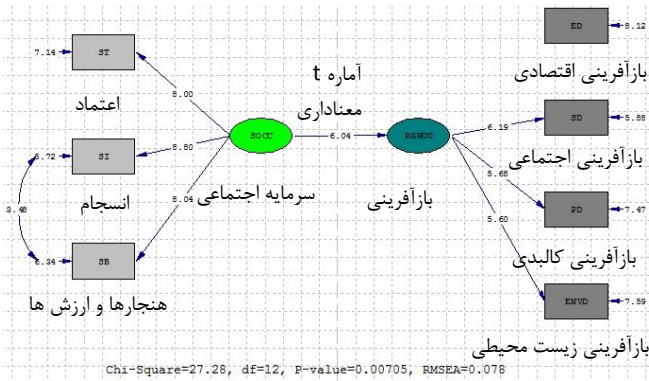 ED
8.12
بازآفرینی اقتصادی
7.14
ST
اعتماد
آماره t
معناداری
8.00
SOCC
6.04
RGNDU
6.19
SD
5.88
بازآفرینی اجتماعی
SI
8.80
5.72
انسجام
سرمایه اجتماعی
بازآفرینی
5.68
PD
7.47
بازآفرینی کالبدی
3.48
8.04
5.60
SB
6.34
هنجارها و ارزش ها
ENVD
7.59
بازآفرینی زیست محیطی
Chi-Square=27.28, df=12, P-value=0.00705, RMSEA=0.078